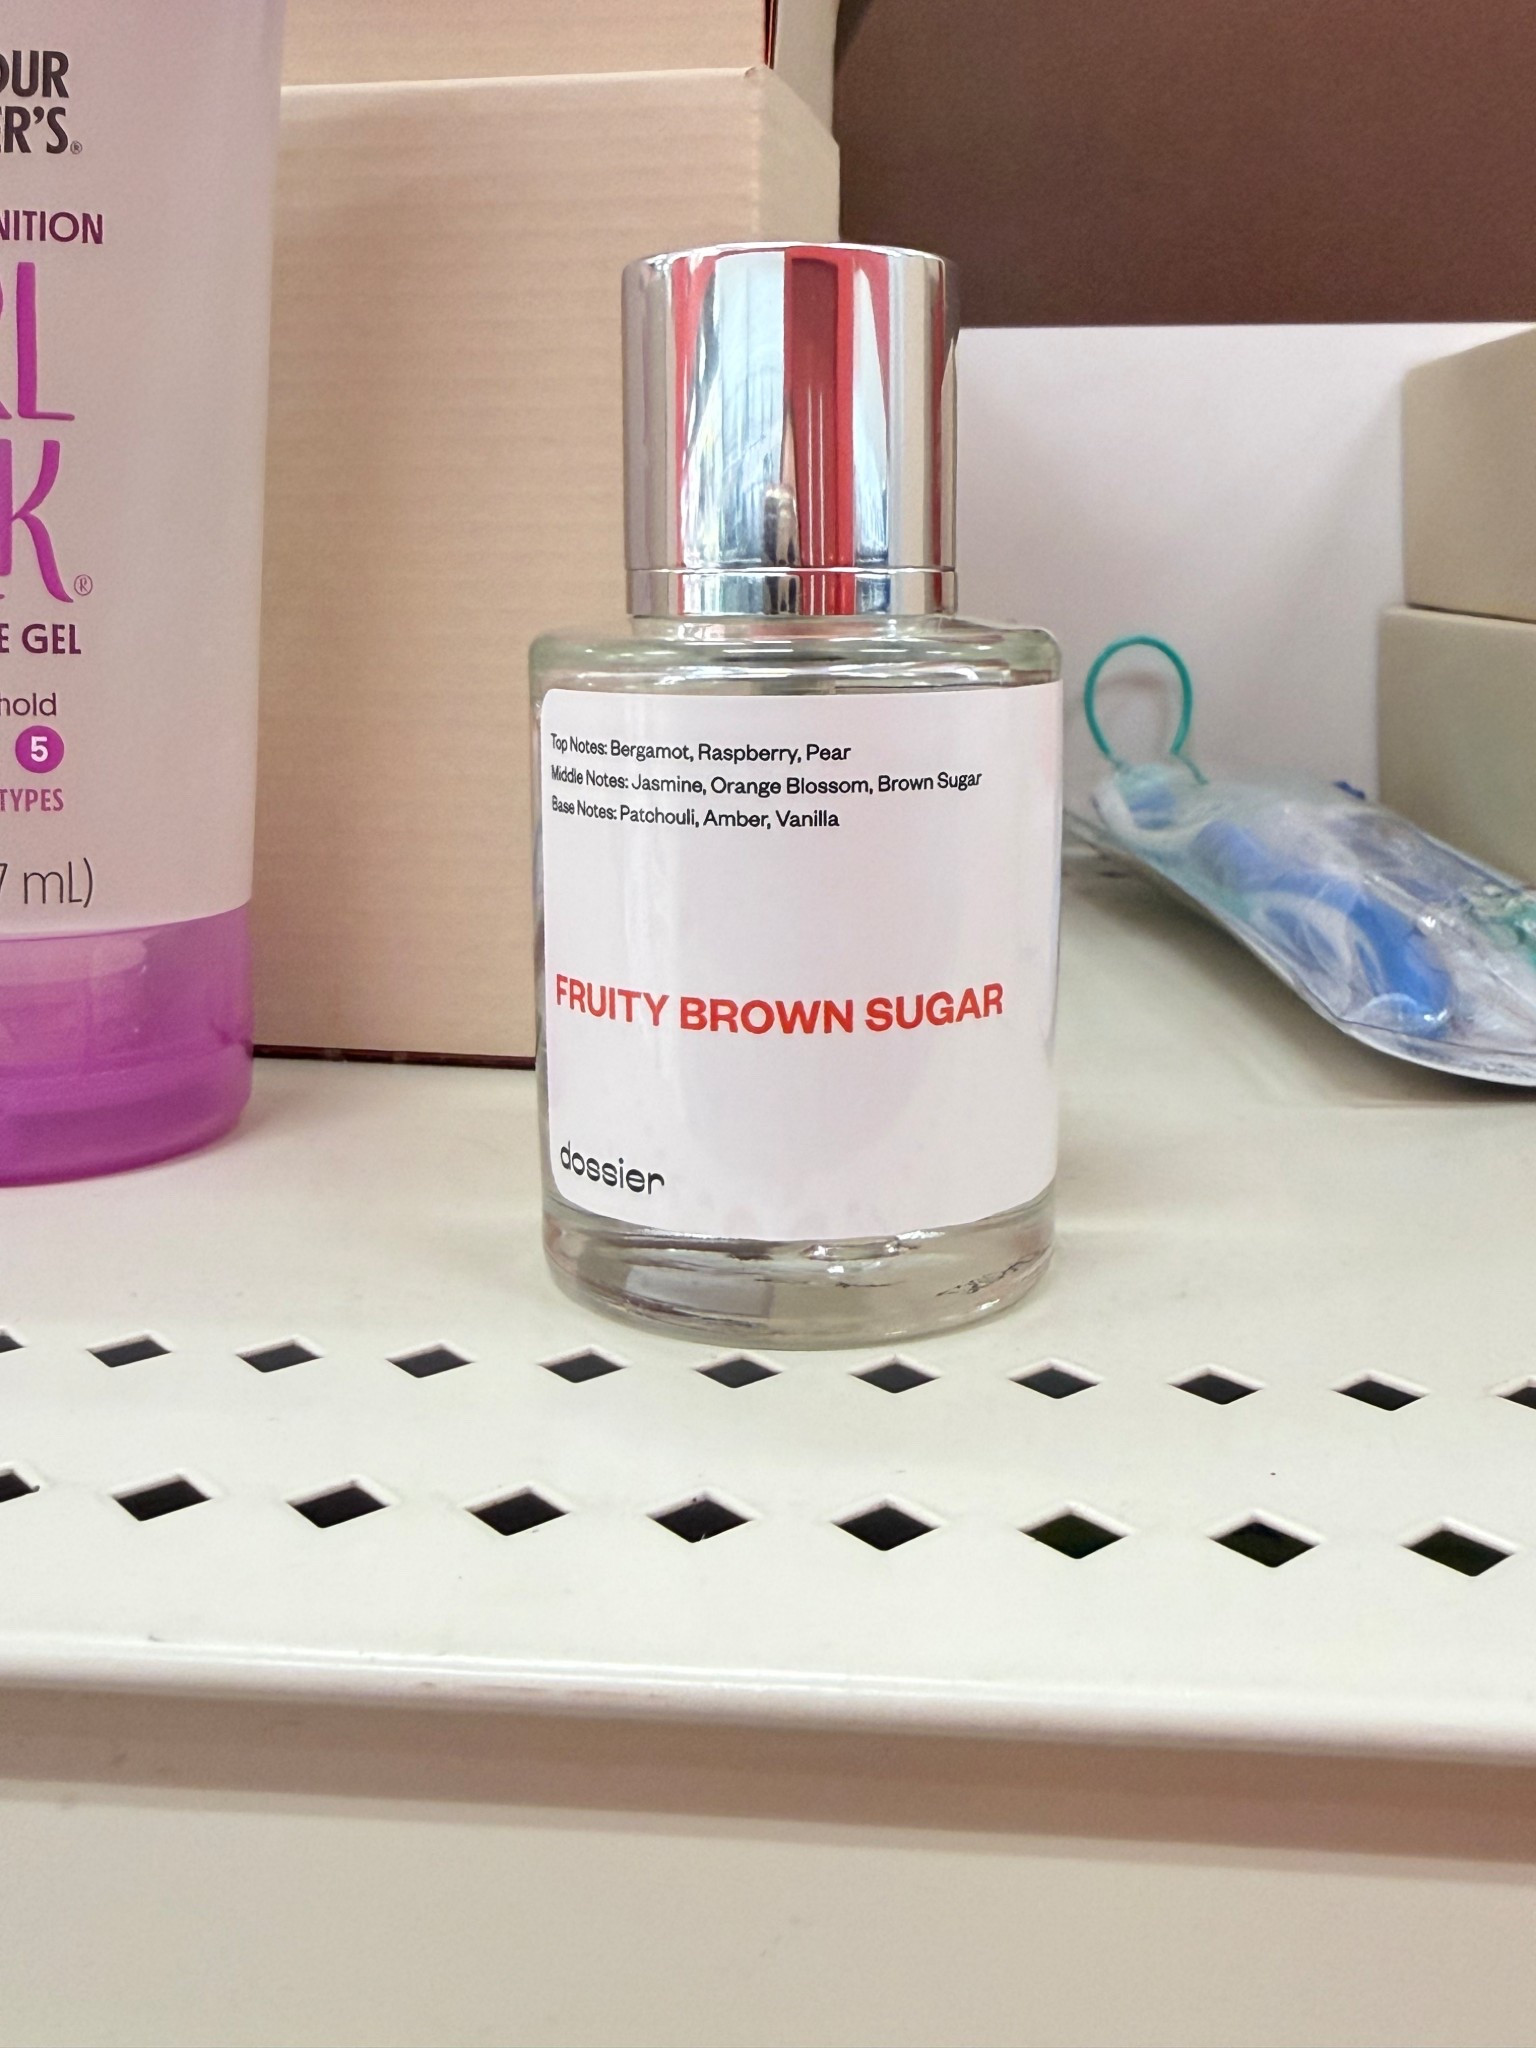 OUR
ER'S®
NITION
RL
K®
E GEL
hold
5
TYPES
7 mL)
Top Notes: Bergamot, Raspberry, Pear
Middle Notes: Jasmine, Orange Blossom, Brown Sugar
Base Notes: Patchouli, Amber, Vanilla
FRUITY BROWN SUGAR
dossier